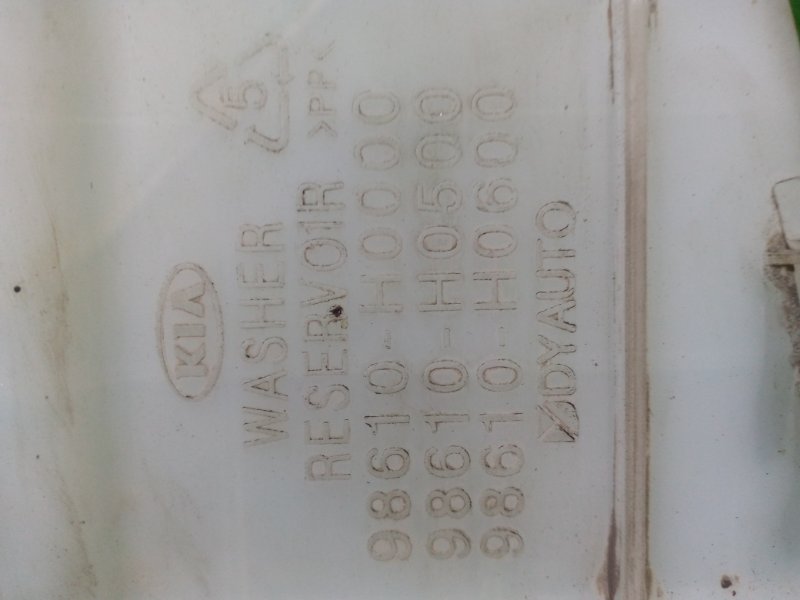 KIA
WASHER
RESERVOIR
5
>PP<
98610-H0000
98610-H0500
98610-H0600
DYAUTO